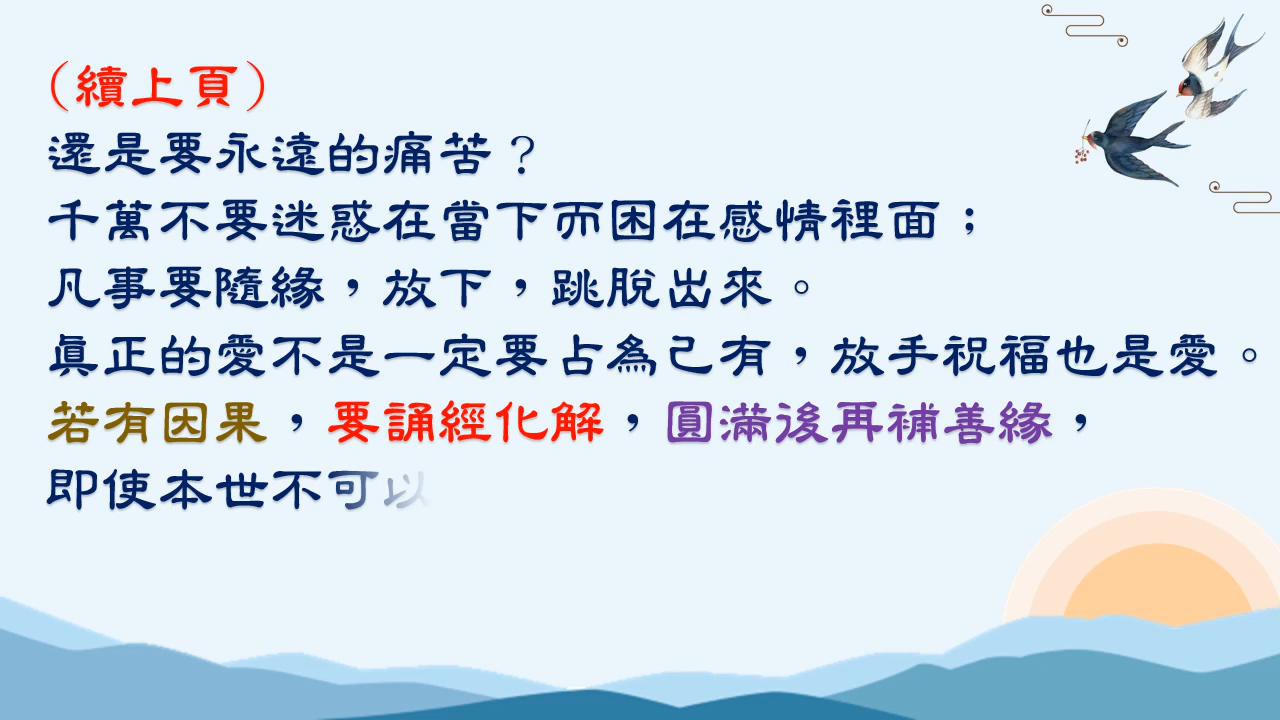 (續上頁)
還是要永遠的痛苦？
千萬不要迷惑在當下而困在感情裡面；
凡事要隨緣，放下，跳脫出來。
真正的愛不是一定要占為己有，放手祝福也是愛。
若有因果，要誦經化解，圓滿後再補善緣，
即使本世不可以